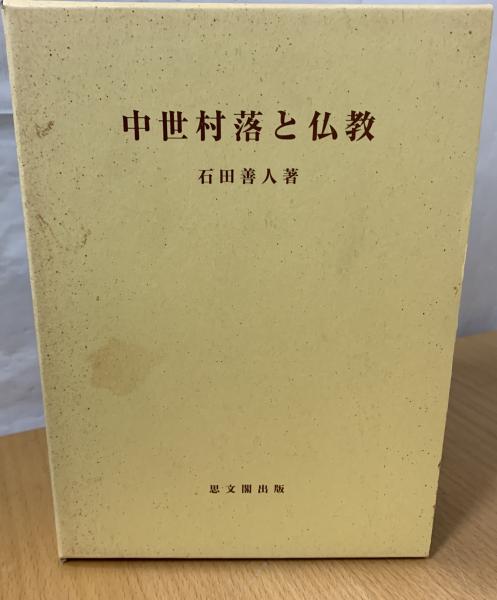 中世村落と仏教
石田善人著
思文閣出版